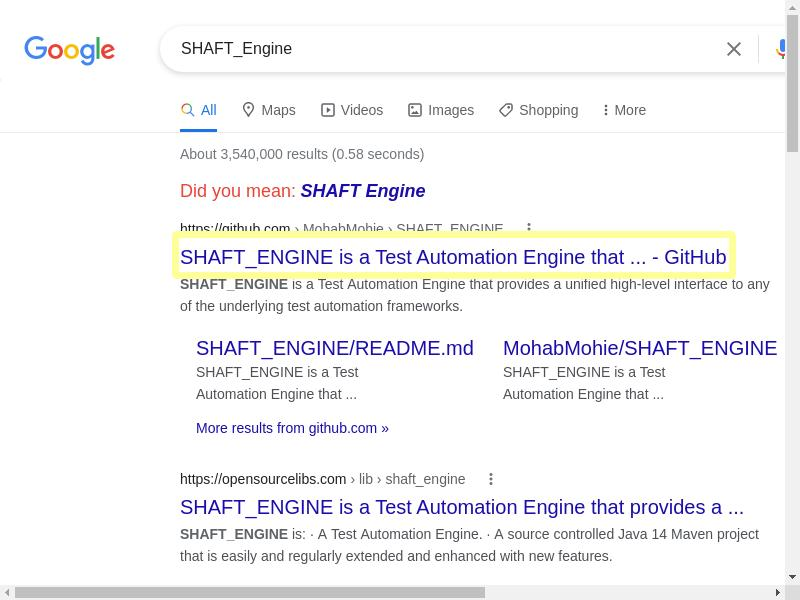 Google
SHAFT_Engine
All
Maps
Videos
Images
Shopping
More
About 3,540,000 results (0.58 seconds)
Did you mean: SHAFT Engine
https://github.com › MohabMohie › SHAFT_ENGINE
SHAFT_ENGINE is a Test Automation Engine that ... - GitHub
SHAFT_ENGINE is a Test Automation Engine that provides a unified high-level interface to any
of the underlying test automation frameworks.
SHAFT_ENGINE/README.md
SHAFT_ENGINE is a Test
Automation Engine that ...
MohabMohie/SHAFT_ENGINE
SHAFT_ENGINE is a Test
Automation Engine that ...
More results from github.com »
https://opensourcelibs.com › lib › shaft_engine
SHAFT_ENGINE is a Test Automation Engine that provides a ...
SHAFT_ENGINE is: · A Test Automation Engine. · A source controlled Java 14 Maven project
that is easily and regularly extended and enhanced with new features.